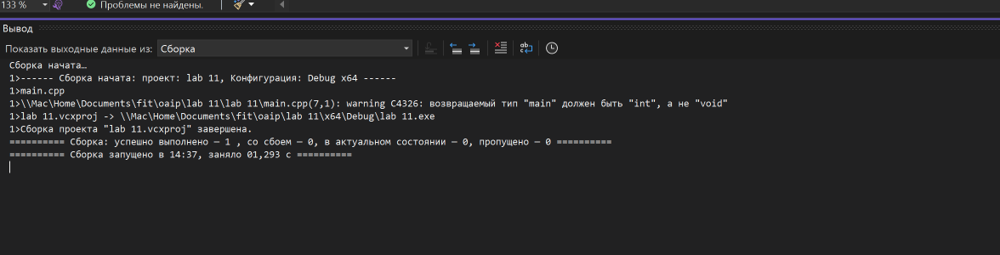 133 %
Проблемы не найдены.
Вывод
Показать выходные данные из: Сборка
Сборка начата…
1>------ Сборка начата: проект: lab 11, Конфигурация: Debug x64 ------
1>main.cpp
1>\\Mac\Home\Documents\fit\oaip\lab 11\lab 11\main.cpp(7,1): warning C4326: возвращаемый тип "main" должен быть "int", а не "void"
1>lab 11.vcxproj -> \\Mac\Home\Documents\fit\oaip\lab 11\x64\Debug\lab 11.exe
1>Сборка проекта "lab 11.vcxproj" завершена.
========== Сборка: успешно выполнено — 1 , со сбоем — 0, в актуальном состоянии — 0, пропущено — 0 ==========
========== Сборка запущено в 14:37, заняло 01,293 с ==========